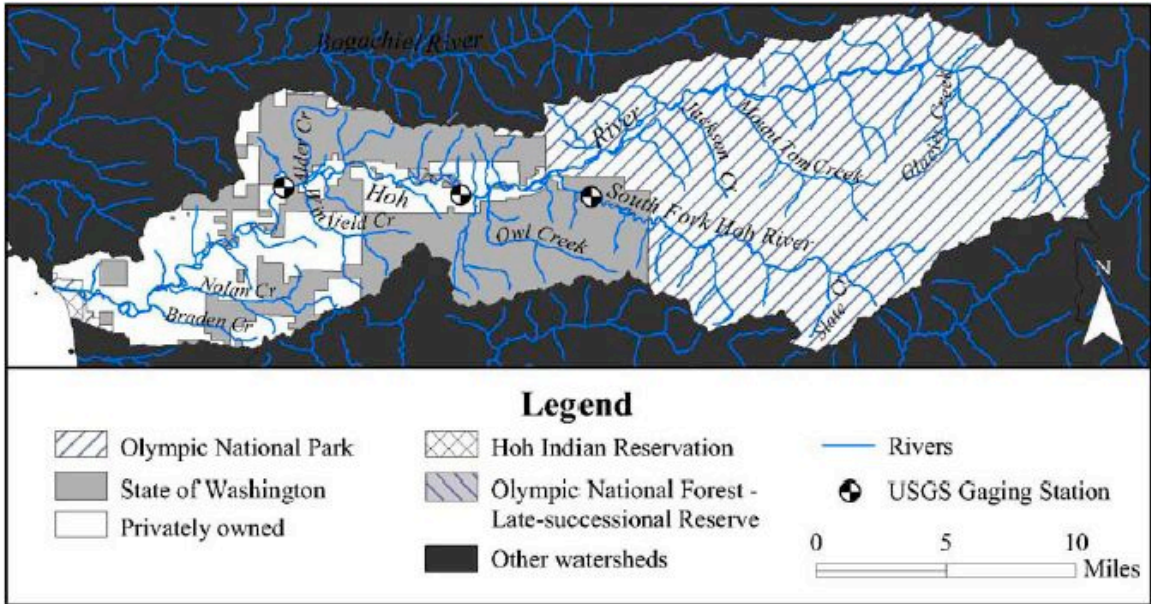 Bogachiel River
River
Jackson Cr
Mount Tom Creek
Glacier Creek
Alder Cr
Winfield Cr
Hoh
South Fork Hoh River
Owl Creek
Nolan Cr
Braden Cr
Slate Cr
N
Legend
Olympic National Park
State of Washington
Privately owned
Hoh Indian Reservation
Olympic National Forest -
Late-successional Reserve
Other watersheds
Rivers
USGS Gaging Station
0 5 10
Miles